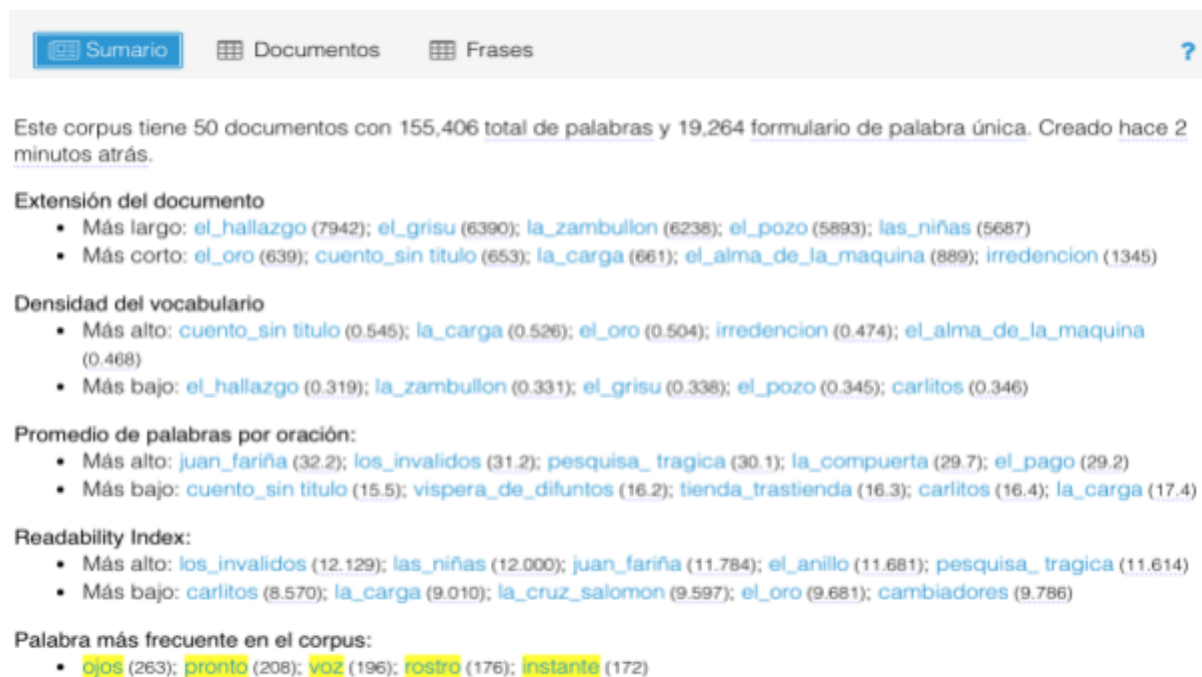 Sumario Documentos Frases ?
Este corpus tiene 50 documentos con 155,406 total de palabras y 19,264 formulario de palabra única. Creado hace 2
minutos atrás.
Extensión del documento
• Más largo: el_hallazgo (7942); el_grisu (6390); la_zambullon (6238); el_pozo (5893); las_niñas (5687)
• Más corto: el_oro (639); cuento_sin titulo (653); la_carga (661); el_alma_de_la_maquina (889); irredencion (1345)
Densidad del vocabulario
• Más alto: cuento_sin titulo (0.545); la_carga (0.526); el_oro (0.504); irredencion (0.474); el_alma_de_la_maquina
(0.468)
• Más bajo: el_hallazgo (0.319); la_zambullon (0.331); el_grisu (0.338); el_pozo (0.345); carlitos (0.346)
Promedio de palabras por oración:
• Más alto: juan_fariña (32.2); los_invalidos (31.2); pesquisa_ tragica (30.1); la_compuerta (29.7); el_pago (29.2)
• Más bajo: cuento_sin titulo (15.5); vispera_de_difuntos (16.2); tienda_trastienda (16.3); carlitos (16.4); la_carga (17.4)
Readability Index:
• Más alto: los_invalidos (12.129); las_niñas (12.000); juan_fariña (11.784); el_anillo (11.681); pesquisa_ tragica (11.614)
• Más bajo: carlitos (8.570); la_carga (9.010); la_cruz_salomon (9.597); el_oro (9.681); cambiadores (9.786)
Palabra más frecuente en el corpus:
• ojos (263); pronto (208); voz (196); rostro (176); instante (172)